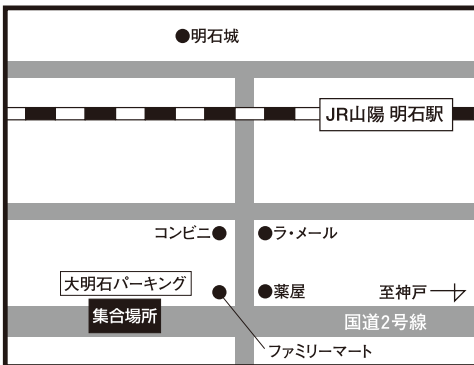 明石城
JR山陽 明石駅
コンビニ
ラ・メール
大明石パーキング
薬屋
至神戸
集合場所
国道2号線
ファミリーマート